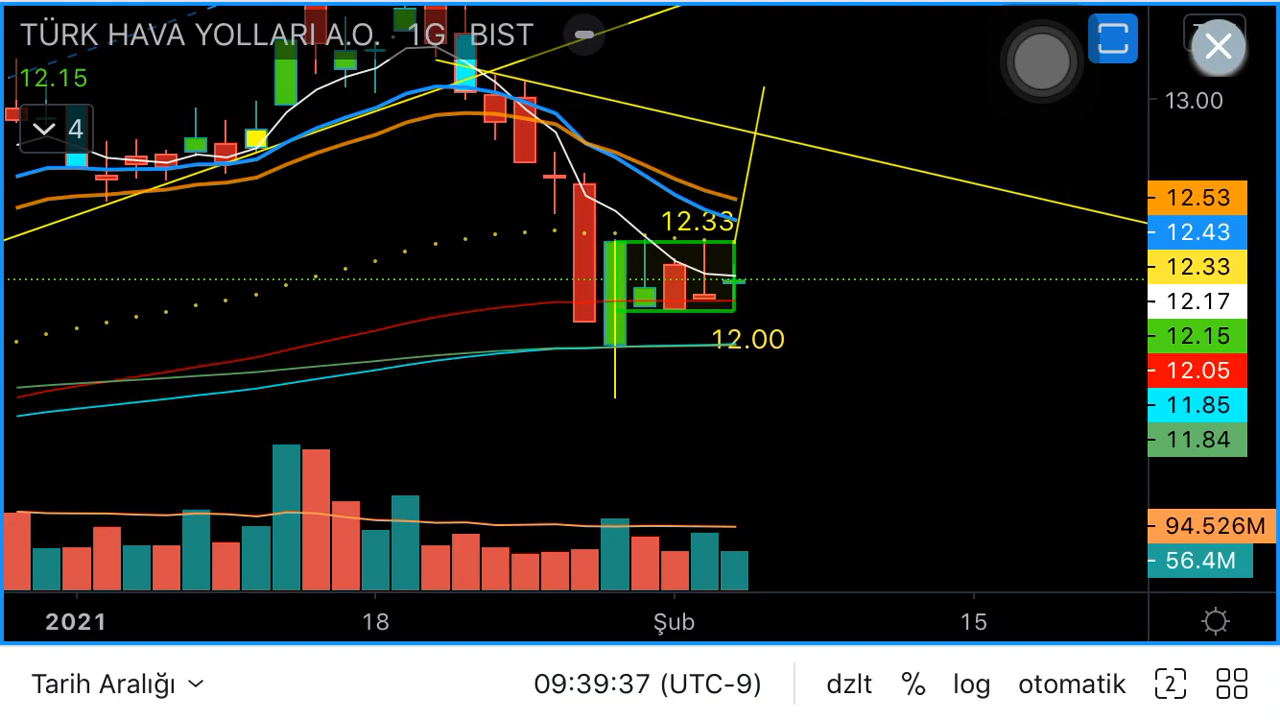 TÜRK HAVA YOLLARI A.O. 1G BIST
12.15
4
13.00
12.53
12.43
12.33
12.33
12.17
12.15
12.00
12.05
11.85
11.84
94.526M
56.4M
2021 18 Şub 15
Tarih Aralığı 09:39:37 (UTC-9) dzlt % log otomatik 2